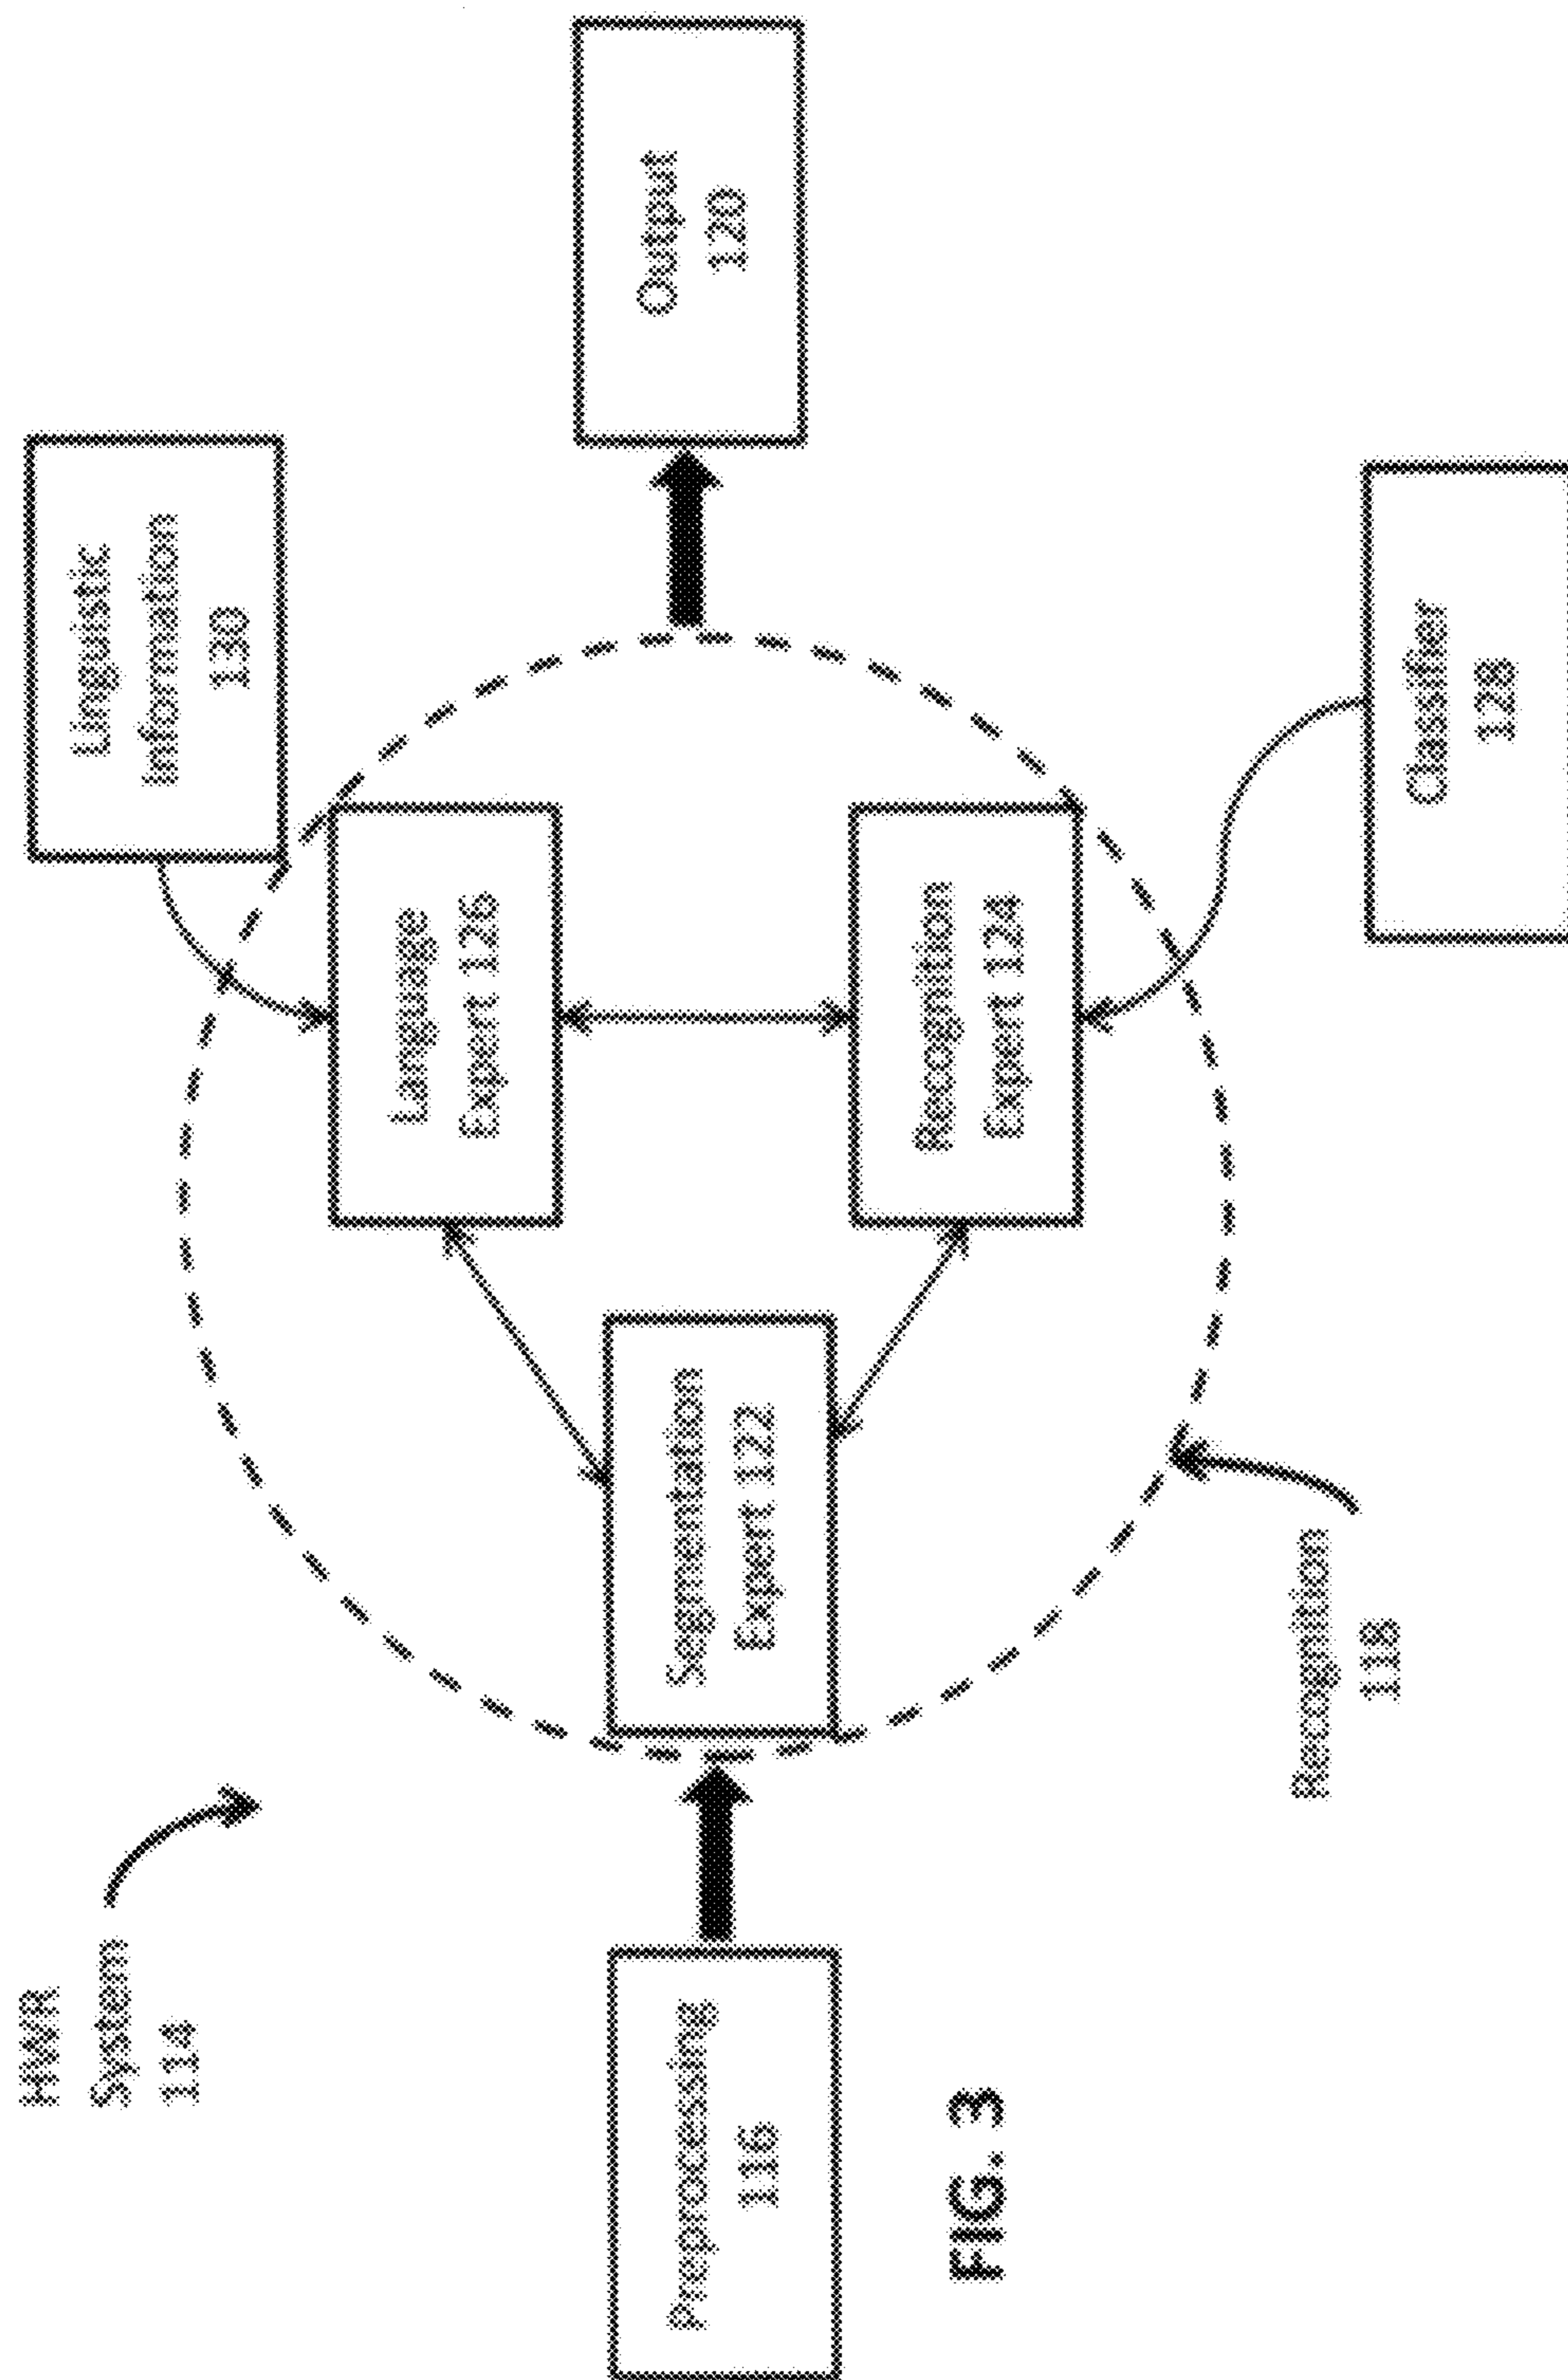 HWR
System
114
Preprocessing
116
Segmentation
Expert 122
Language
Expert 126
Recognition
Expert 124
Linguistic
Information
130
Classifier
128
Output
120
Recognition
118
FIG. 3